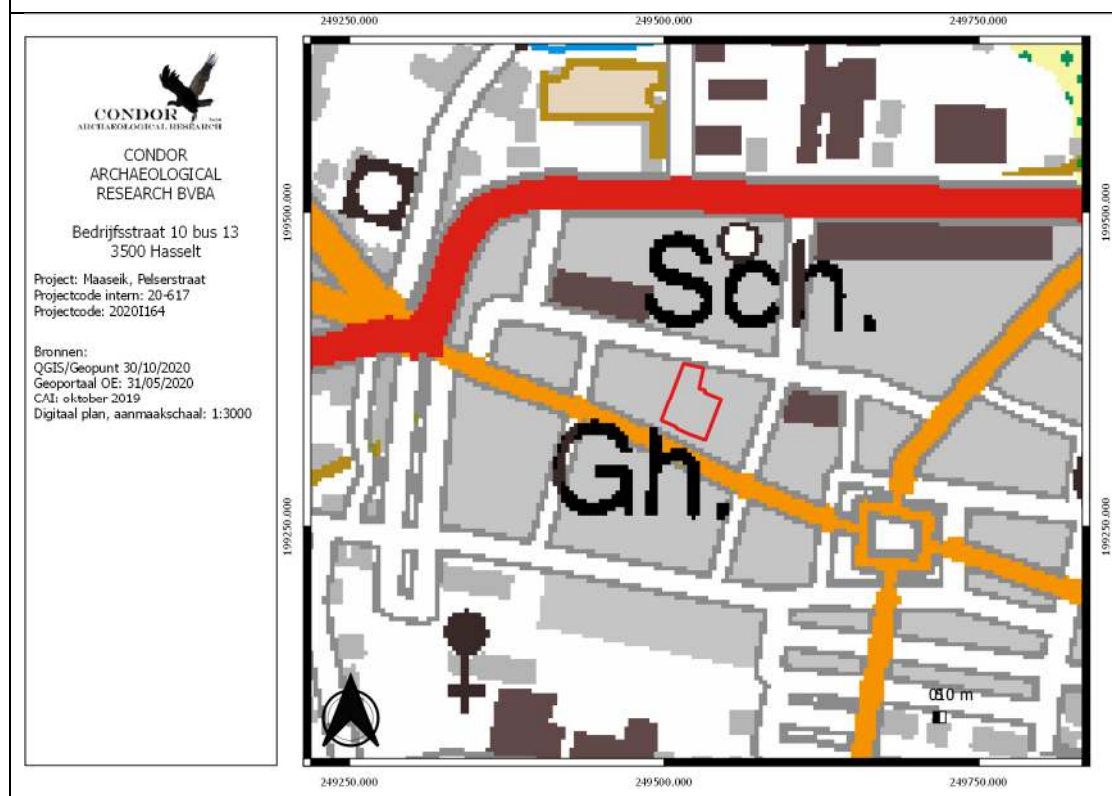 249250.000 249500.000 249750.000
CONDOR
ARCHAEOLOGICAL RESEARCH
CONDOR
ARCHAEOLOGICAL
RESEARCH BVBA
Bedrijfsstraat 10 bus 13
3500 Hasselt
Project: Maaseik, Pelserstraat
Projectcode intern: 20-617
Projectcode: 2020I164
Bronnen:
QGIS/Geopunt 30/10/2020
Geoportaal OE: 31/05/2020
CAI: oktober 2019
Digitaal plan, aanmaakschaal: 1:3000
199500.000 199500.000
Sch.
Gh.
199250.000 199250.000
10 m
249250.000 249500.000 249750.000